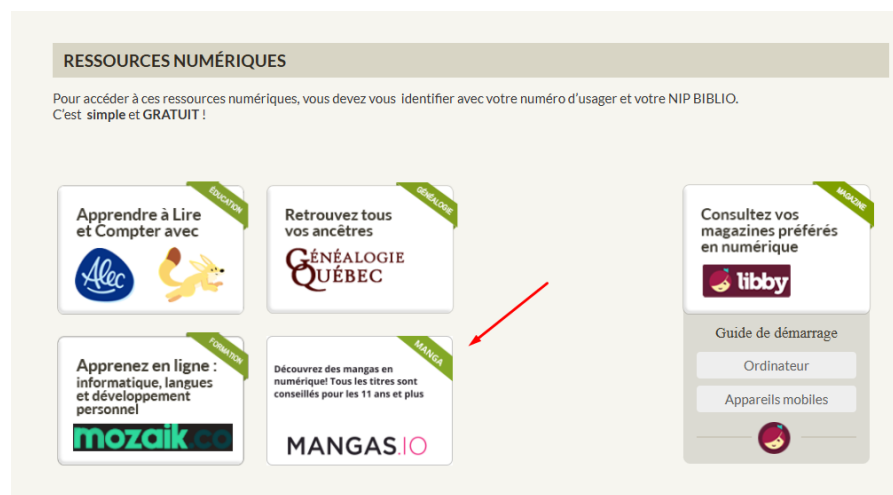 RESSOURCES NUMÉRIQUES
Pour accéder à ces ressources numériques, vous devez vous identifier avec votre numéro d'usager et votre NIP BIBLIO.
C'est simple et GRATUIT !
ÉDUCATION
Apprendre à Lire
et Compter avec
Alec
GÉNÉALOGIE
Retrouvez tous
vos ancêtres
GÉNÉALOGIE
QUÉBEC
MAGAZINE
Consultez vos
magazines préférés
en numérique
libby
Guide de démarrage
Ordinateur
Appareils mobiles
FORMATION
Apprenez en ligne :
informatique, langues
et développement
personnel
mozaik.co
MANGA
Découvrez des mangas en
numérique! Tous les titres sont
conseillés pour les 11 ans et plus
MANGAS.IO